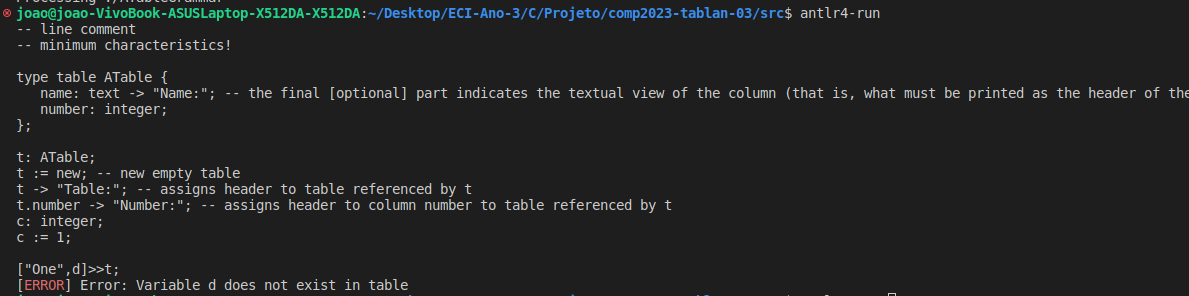 joao@joao-VivoBook-ASUSLaptop-X512DA-X512DA:~/Desktop/ECI-Ano-3/C/Projeto/comp2023-tablan-03/src$ antlr4-run
-- line comment
-- minimum characteristics!
type table ATable {
name: text -> "Name:"; -- the final [optional] part indicates the textual view of the column (that is, what must be printed as the header of the
number: integer;
};
t: ATable;
t := new; -- new empty table
t -> "Table:"; -- assigns header to table referenced by t
t.number -> "Number:"; -- assigns header to column number to table referenced by t
c: integer;
c := 1;
["One",d]>>t;
[ERROR] Error: Variable d does not exist in table